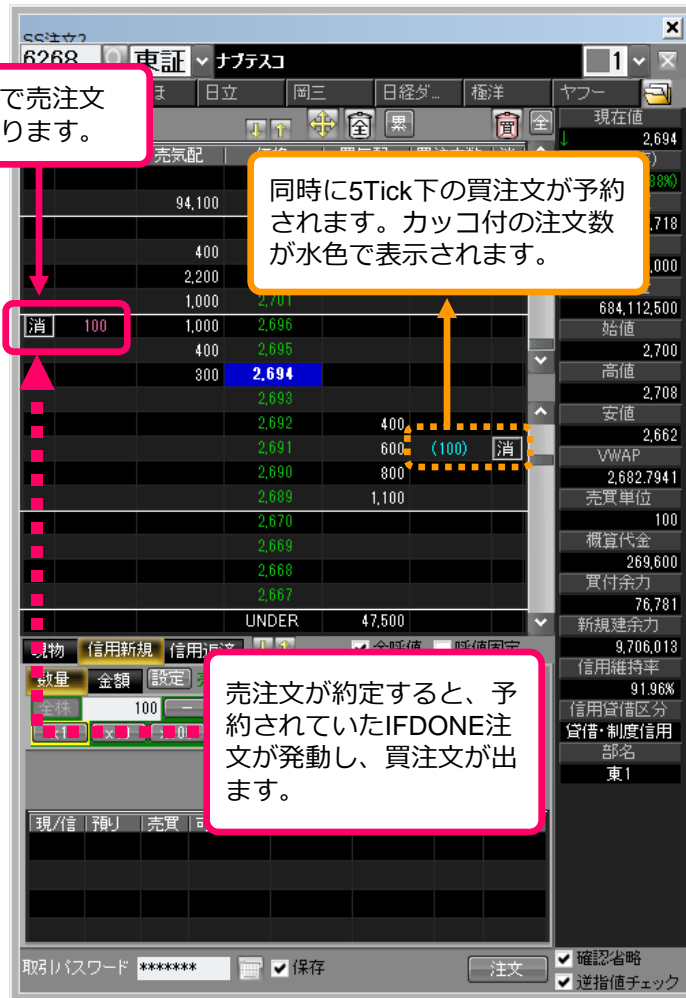 SS注文2
6268 東証 ナブテスコ 1
ほ 日立 岡三 日経ダ... 極洋 ヤフー
で売注文
ります。
全 累 買 全 現在値
↓ 2,694
売気配
同時に5Tick下の買注文が予約
されます。カッコ付の注文数
が水色で表示されます。
94,100
,718
400
2,200 ,000
1,000 2,701
684,112,500
消 100 1,000 2,696 始値
400 2,695 2,700
300 2,694 高値
2,693 2,708
2,692 400 安値
2,691 600 (100) 消 2,662
VWAP
2,690 800 2,682.7941
2,689 1,100 売買単位
2,670 100
2,669 概算代金
2,668 269,600
2,667 買付余力
76,781
UNDER 47,500 新規建余力
9,706,013
現物 信用新規 信用返済 全呼値 呼値固定
信用維持率
91.96%
数量 金額 設定
全株 100 － 信用貸借区分
貸借・制度信用
部名
東1
売注文が約定すると、予
約されていたIFDONE注
文が発動し、買注文が出
ます。
現/信 預り 売買
取引パスワード ******* 保存 注文 確認省略
逆指値チェック